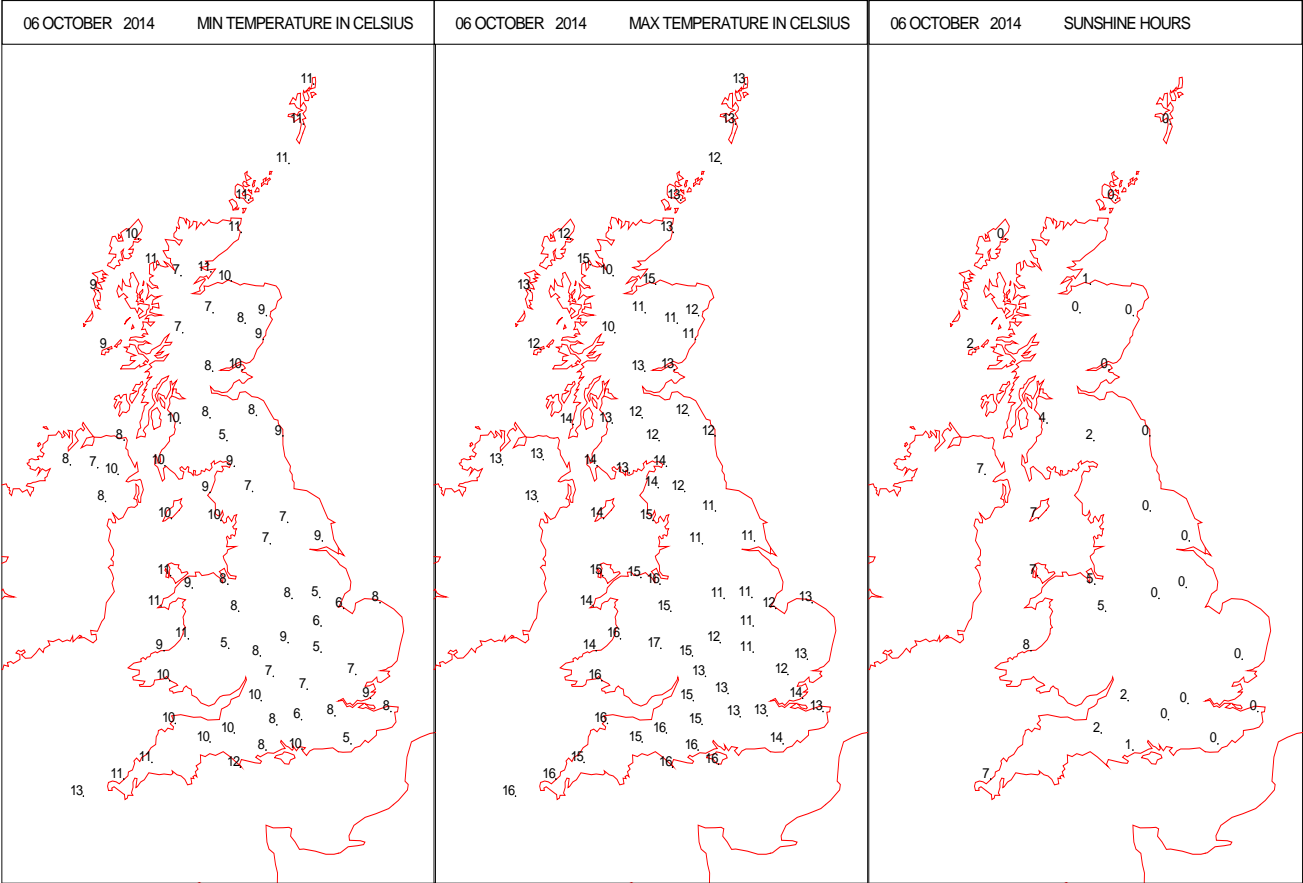 06 OCTOBER 2014 MIN TEMPERATURE IN CELSIUS
11
11
11
11
10 11
11 7 11 10
9
7 8 9
7 9
9
8 10
10 8 8
8 5 9
8 7 10 10 9
8 9 7
10 10 7
7 9
11 9 8
11 8 8 5 6 8
11 9 6
9 5 8 5
10 7 7 7
10 9
10 8 6 8 8
10 10 8 10 5
11 12
11
13
06 OCTOBER 2014 MAX TEMPERATURE IN CELSIUS
13
13
12
13
12 13
15 10 15
13
11 11 12
10 11
12
13 13
14 13 12 12
12 12
13 13 14 13 14
13 14 12
14 15 11
11 11
15 15 16
14 15 11 11 12 13
16 12 11
14 17 15 11 13
16 13 12
15 13 14
16 16 15 13 13 13
15 16 14
15 16 16
16
16
06 OCTOBER 2014 SUNSHINE HOURS
0
0
0
0
1
0 0
2
0
4 2 0
7
7 0
0
7 5
5 0 0
8
0
2 0
2 0 0
1 0
7